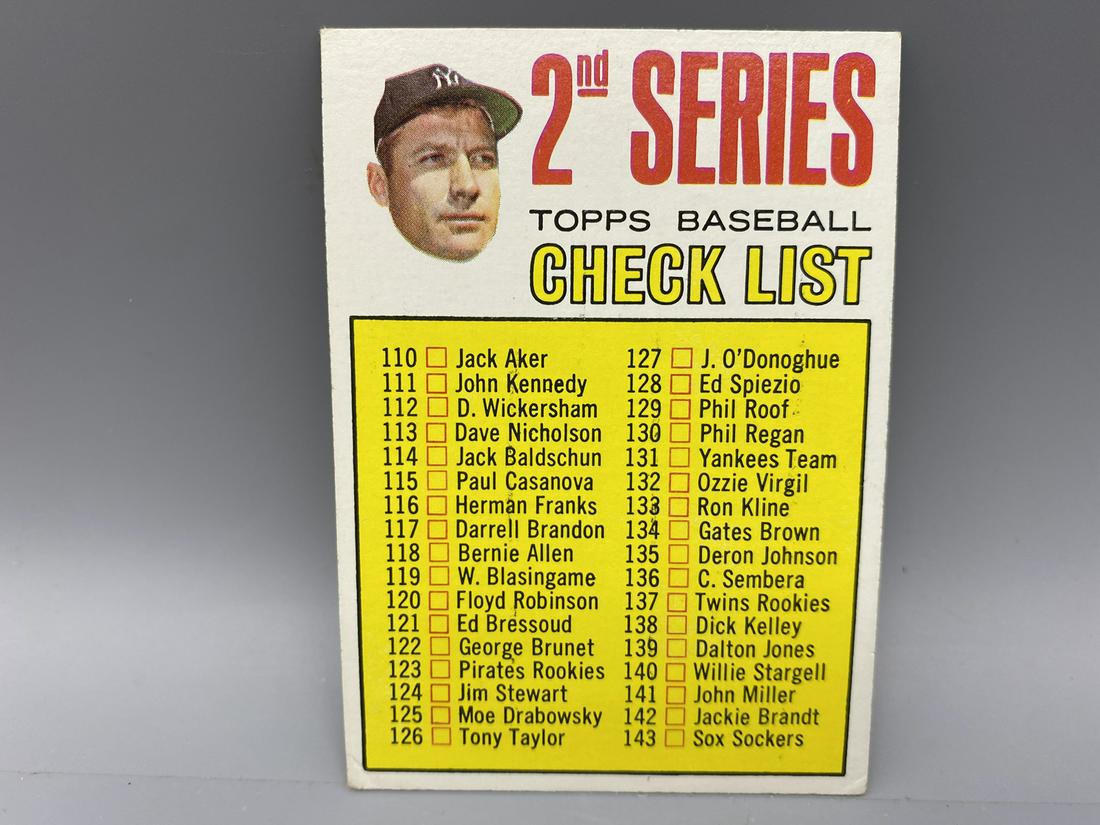 NY
2nd SERIES
TOPPS BASEBALL
CHECK LIST
110 Jack Aker
111 John Kennedy
112 D. Wickersham
113 Dave Nicholson
114 Jack Baldschun
115 Paul Casanova
116 Herman Franks
117 Darrell Brandon
118 Bernie Allen
119 W. Blasingame
120 Floyd Robinson
121 Ed Bressoud
122 George Brunet
123 Pirates Rookies
124 Jim Stewart
125 Moe Drabowsky
126 Tony Taylor
127 J. O'Donoghue
128 Ed Spiezio
129 Phil Roof
130 Phil Regan
131 Yankees Team
132 Ozzie Virgil
133 Ron Kline
134 Gates Brown
135 Deron Johnson
136 C. Sembera
137 Twins Rookies
138 Dick Kelley
139 Dalton Jones
140 Willie Stargell
141 John Miller
142 Jackie Brandt
143 Sox Sockers